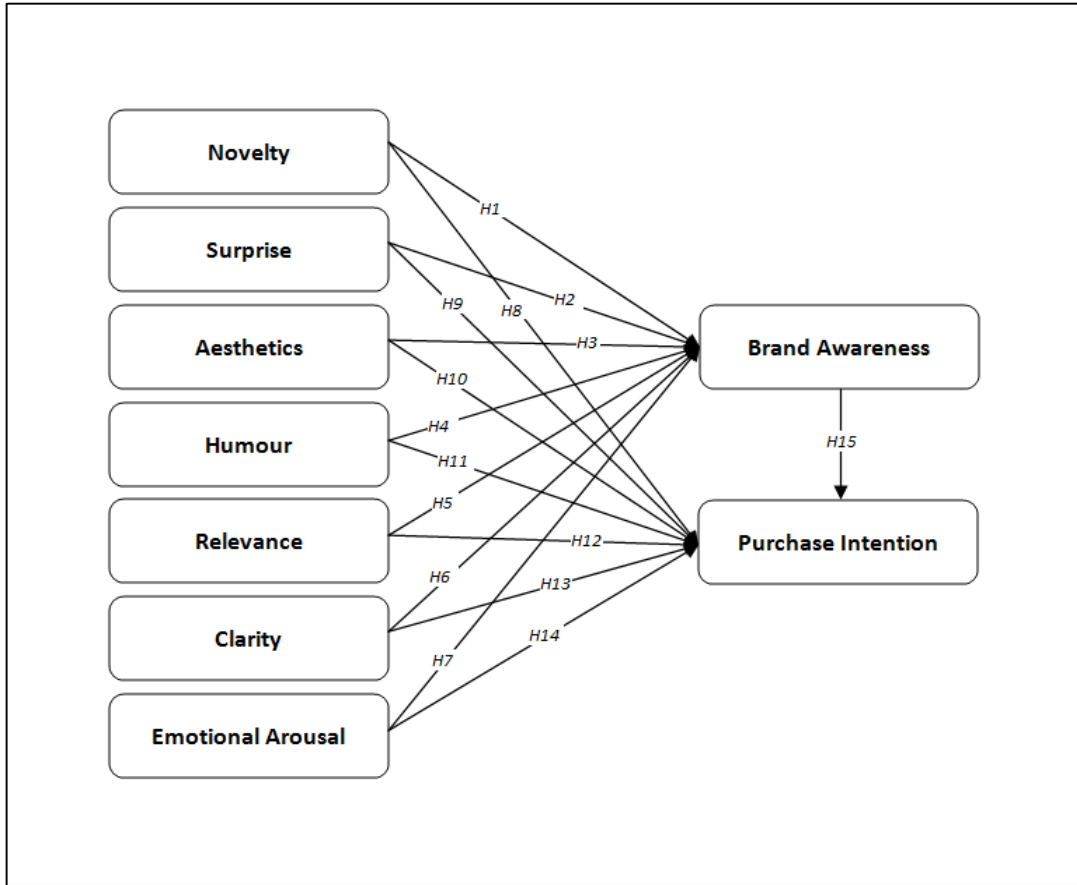 Novelty
H1
Surprise
H2
H9
H8
Aesthetics
H3
Brand Awareness
H10
Humour
H4
H11
H15
Relevance
H5
H12
Purchase Intention
H6
H13
Clarity
H14
H7
Emotional Arousal